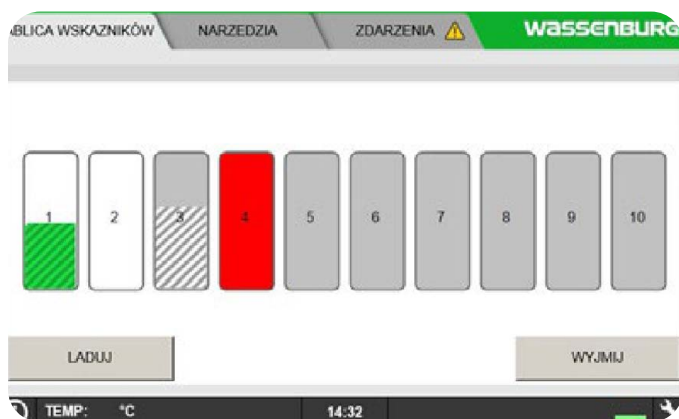 ABLICA WSKAZNIKÓW NARZEDZIA ZDARZENIA WASSENBURG
1 2 3 4 5 6 7 8 9 10
LADUJ WYJMIJ
TEMP: °C 14:32